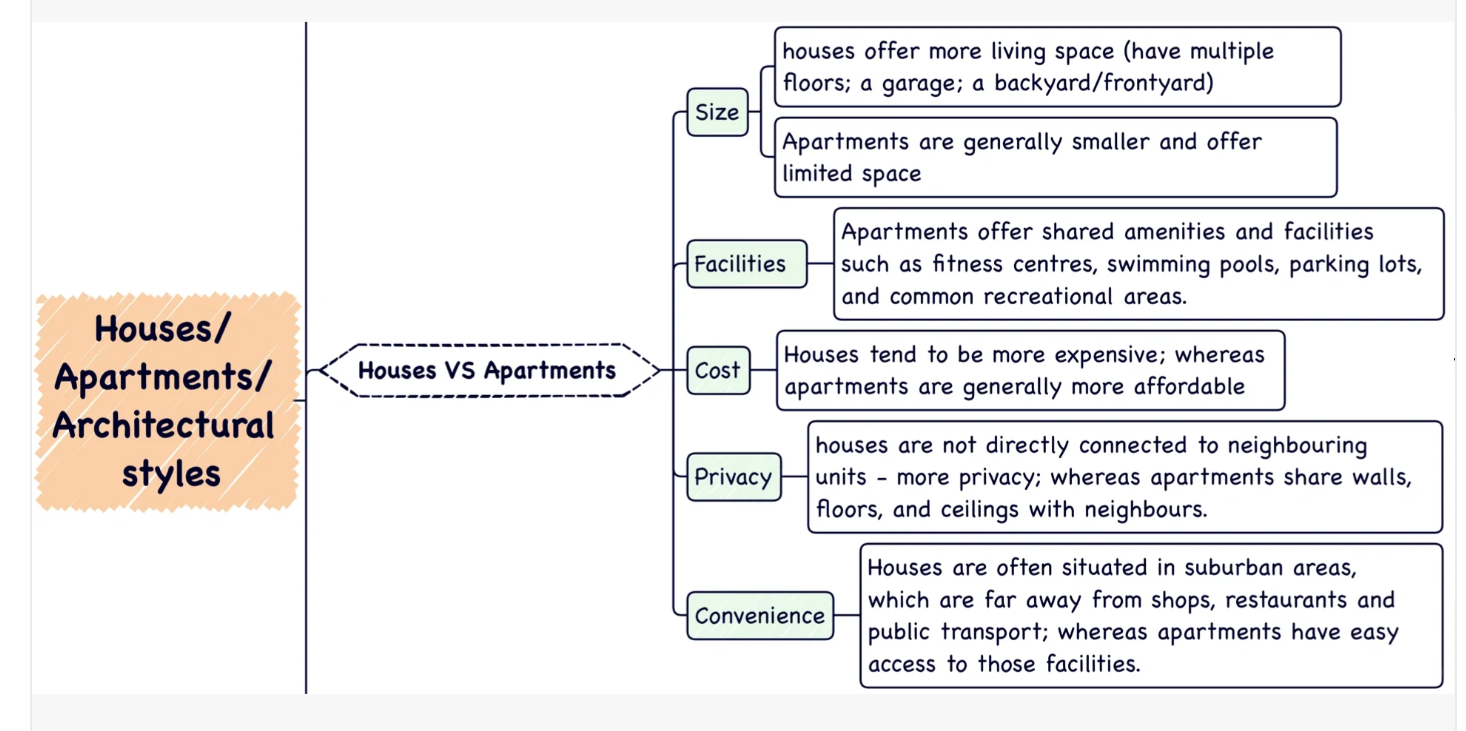 Houses/
Apartments/
Architectural
styles
Houses VS Apartments
Size
houses offer more living space (have multiple
floors; a garage; a backyard/frontyard)
Apartments are generally smaller and offer
limited space
Facilities
Apartments offer shared amenities and facilities
such as fitness centres, swimming pools, parking lots,
and common recreational areas.
Cost
Houses tend to be more expensive; whereas
apartments are generally more affordable
Privacy
houses are not directly connected to neighbouring
units - more privacy; whereas apartments share walls,
floors, and ceilings with neighbours.
Convenience
Houses are often situated in suburban areas,
which are far away from shops, restaurants and
public transport; whereas apartments have easy
access to those facilities.